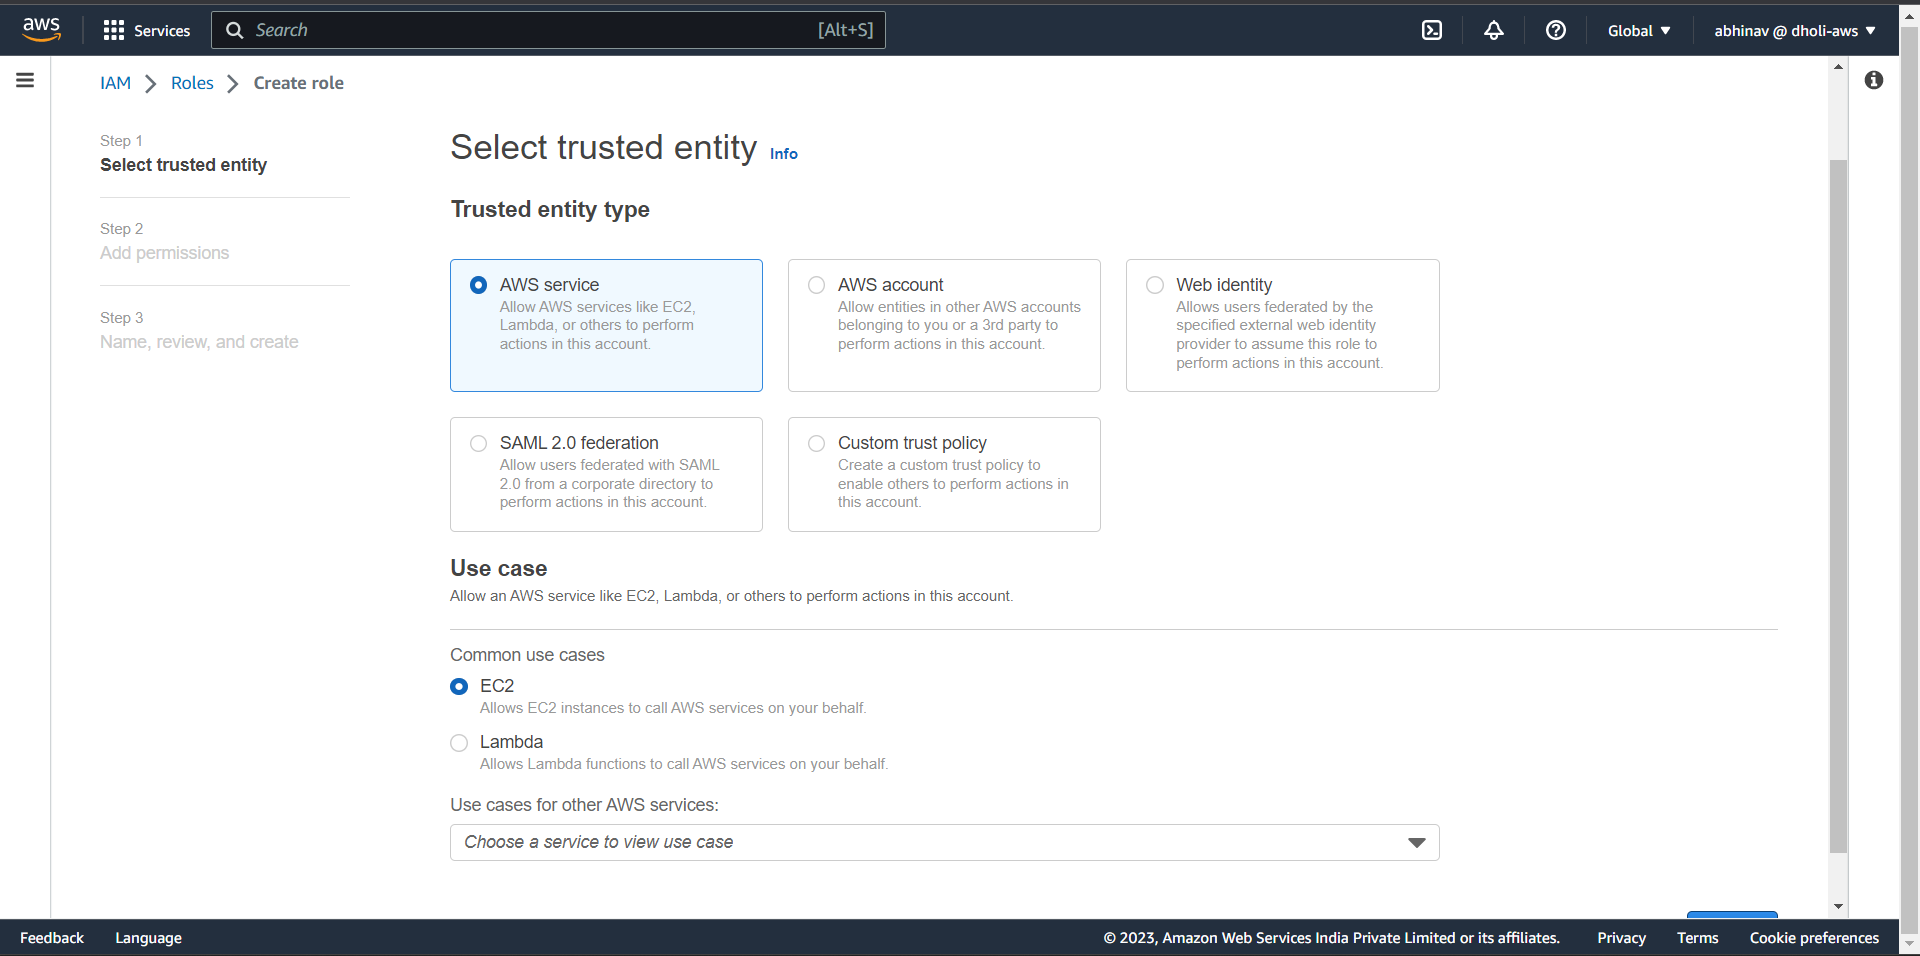 aws
Services
Search [Alt+S]
Global
abhinav @ dholi-aws
IAM
Roles
Create role
Step 1
Select trusted entity
Step 2
Add permissions
Step 3
Name, review, and create
Select trusted entity Info
Trusted entity type
AWS service
Allow AWS services like EC2,
Lambda, or others to perform
actions in this account.
AWS account
Allow entities in other AWS accounts
belonging to you or a 3rd party to
perform actions in this account.
Web identity
Allows users federated by the
specified external web identity
provider to assume this role to
perform actions in this account.
SAML 2.0 federation
Allow users federated with SAML
2.0 from a corporate directory to
perform actions in this account.
Custom trust policy
Create a custom trust policy to
enable others to perform actions in
this account.
Use case
Allow an AWS service like EC2, Lambda, or others to perform actions in this account.
Common use cases
EC2
Allows EC2 instances to call AWS services on your behalf.
Lambda
Allows Lambda functions to call AWS services on your behalf.
Use cases for other AWS services:
Choose a service to view use case
Feedback
Language
© 2023, Amazon Web Services India Private Limited or its affiliates.
Privacy
Terms
Cookie preferences